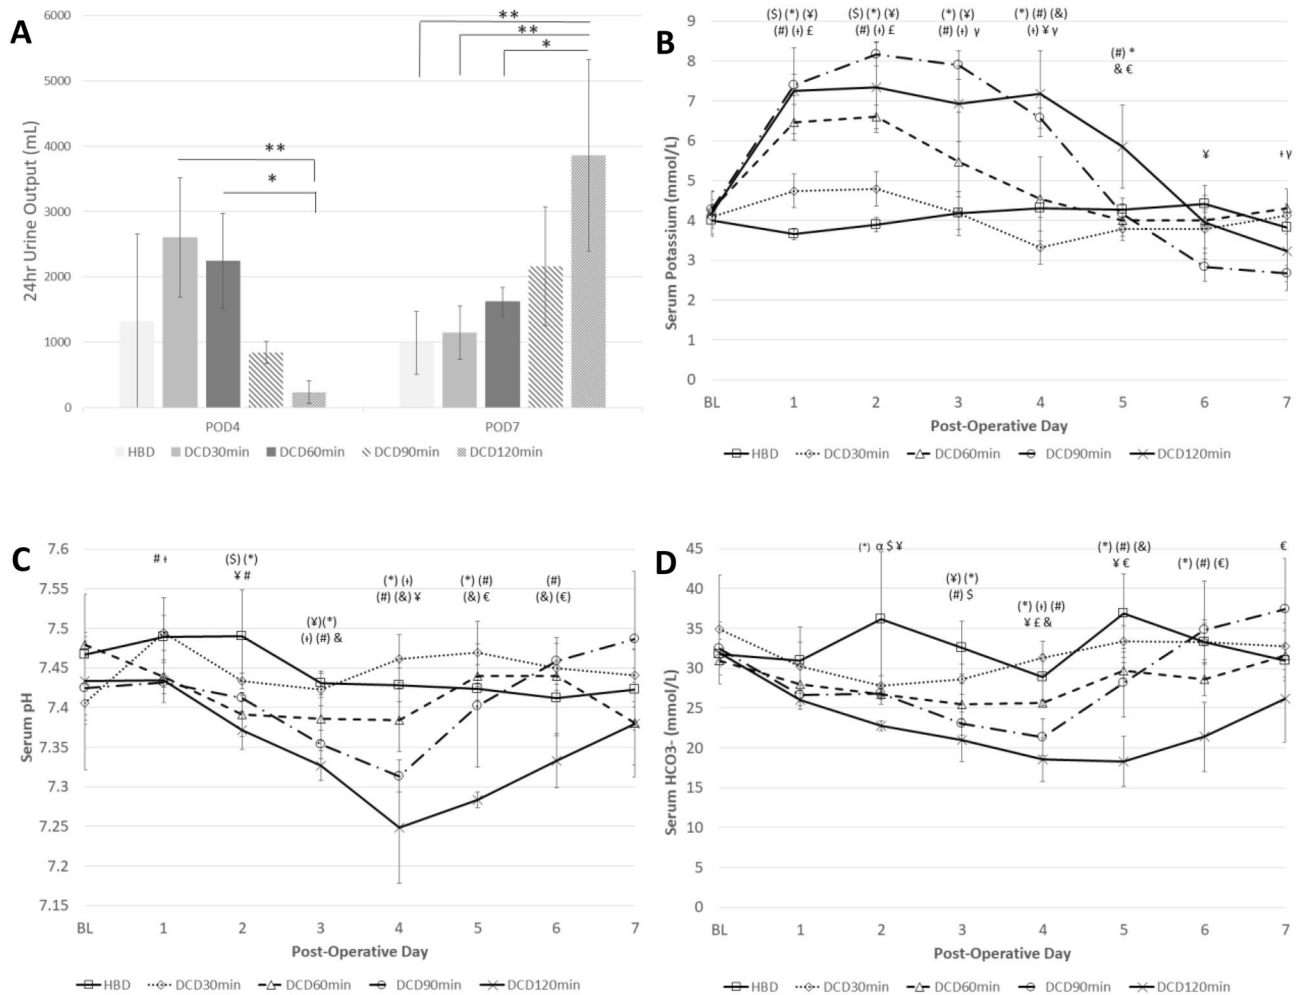 A
24hr Urine Output (mL)
6000
5000
4000
3000
2000
1000
0
**
*
**
**
*
POD4 POD7
HBD DCD30min DCD60min DCD90min DCD120min
B
Serum Potassium (mmol/L)
9
8
7
6
5
4
3
2
1
0
($) (*) (¥)
(#) (ƚ) £
($) (*) (¥)
(#) (ƚ) £
(*) (¥)
(#) (ƚ) γ
(*) (#) (&)
(ƚ) ¥ γ
(#) *
& €
¥
ƚ γ
BL 1 2 3 4 5 6 7
Post-Operative Day
HBD DCD30min DCD60min DCD90min DCD120min
C
Serum pH
7.6
7.55
7.5
7.45
7.4
7.35
7.3
7.25
7.2
7.15
# ƚ
($) (*)
¥ #
(¥)(*)
(ƚ) (#) &
(*) (ƚ)
(#) (&) ¥
(*) (#)
(&) €
(#)
(&) (€)
BL 1 2 3 4 5 6 7
Post-Operative Day
HBD DCD30min DCD60min DCD90min DCD120min
D
Serum HCO3- (mmol/L)
45
40
35
30
25
20
15
10
5
0
(*) α $ ¥
(¥) (*)
(#) $
(*) (ƚ) (#)
¥ £ &
(*) (#) (&)
¥ €
(*) (#) (€)
€
BL 1 2 3 4 5 6 7
Post-Operative Day
HBD DCD30min DCD60min DCD90min DCD120min